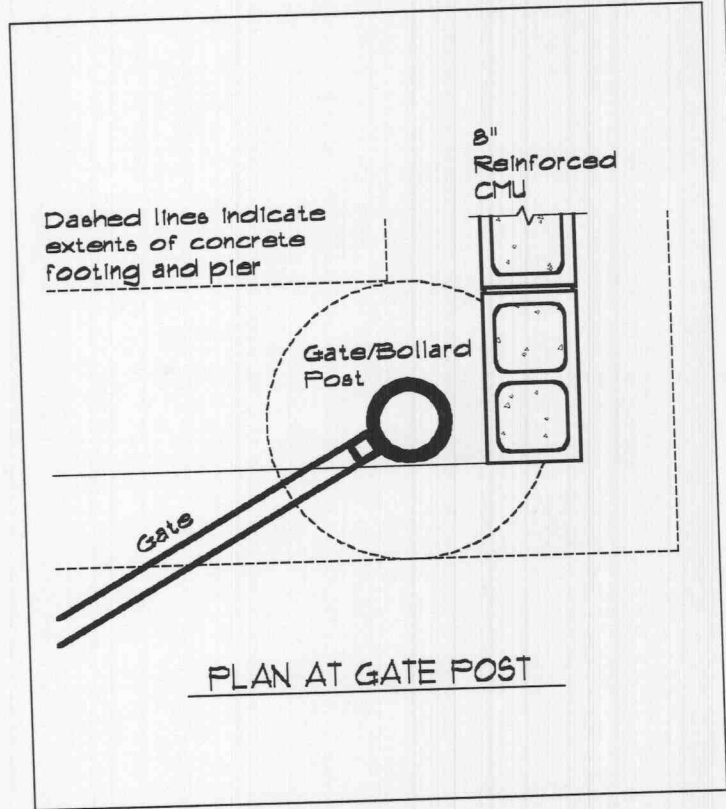 8"
Reinforced
CMU
Dashed lines indicate
extents of concrete
footing and pier
Gate/Bollard
Post
Gate
PLAN AT GATE POST